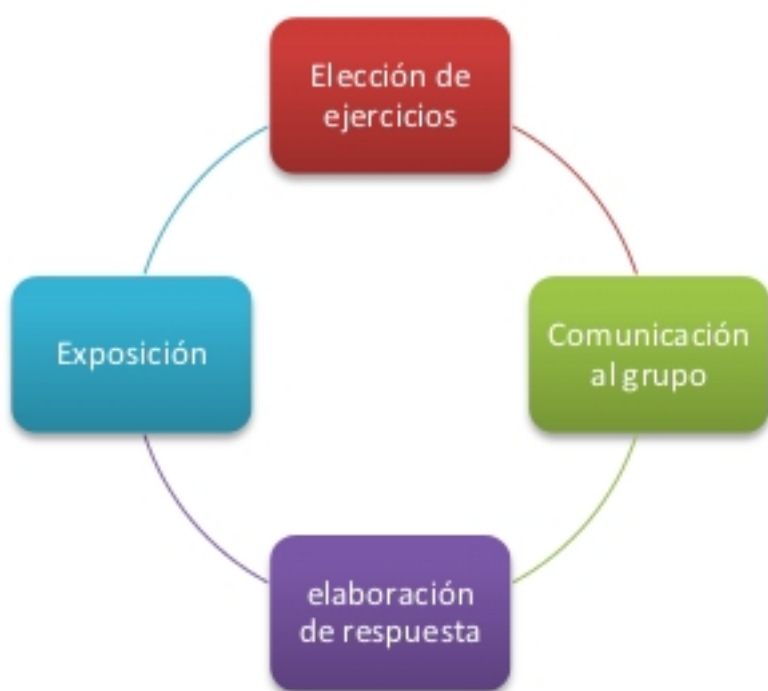 Elección de
ejercicios
Comunicación
al grupo
elaboración
de respuesta
Exposición